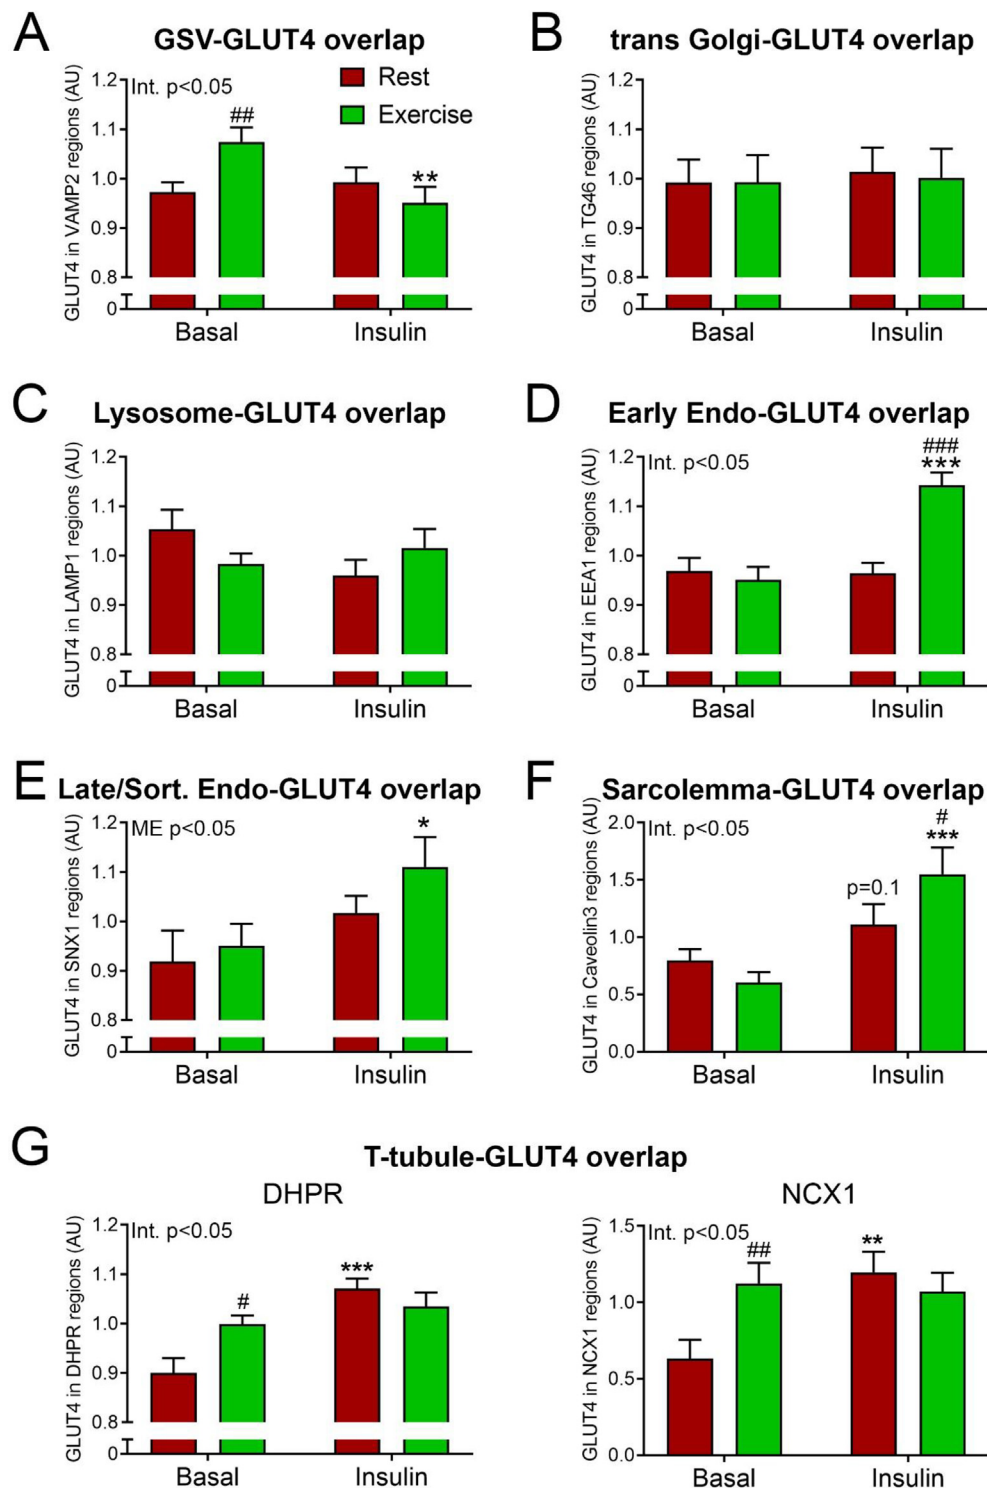 A
GSV-GLUT4 overlap
GLUT4 in VAMP2 regions (AU)
1.2
1.1
1.0
0.9
0.8
0
Int. p<0.05
Rest
Exercise
##
**
Basal
Insulin
B
trans Golgi-GLUT4 overlap
GLUT4 in TG46 regions (AU)
1.2
1.1
1.0
0.9
0.8
0
Basal
Insulin
C
Lysosome-GLUT4 overlap
GLUT4 in LAMP1 regions (AU)
1.2
1.1
1.0
0.9
0.8
0
Basal
Insulin
D
Early Endo-GLUT4 overlap
GLUT4 in EEA1 regions (AU)
1.2
1.1
1.0
0.9
0.8
0
Int. p<0.05
###
***
Basal
Insulin
E
Late/Sort. Endo-GLUT4 overlap
GLUT4 in SNX1 regions (AU)
1.2
1.1
1.0
0.9
0.8
0
ME p<0.05
*
Basal
Insulin
F
Sarcolemma-GLUT4 overlap
GLUT4 in Caveolin3 regions (AU)
2.0
1.5
1.0
0.5
0.0
Int. p<0.05
p=0.1
#
***
Basal
Insulin
G
T-tubule-GLUT4 overlap
DHPR
GLUT4 in DHPR regions (AU)
1.2
1.1
1.0
0.9
0.8
0
Int. p<0.05
#
***
Basal
Insulin
NCX1
GLUT4 in NCX1 regions (AU)
1.5
1.0
0.5
0.0
Int. p<0.05
##
**
Basal
Insulin